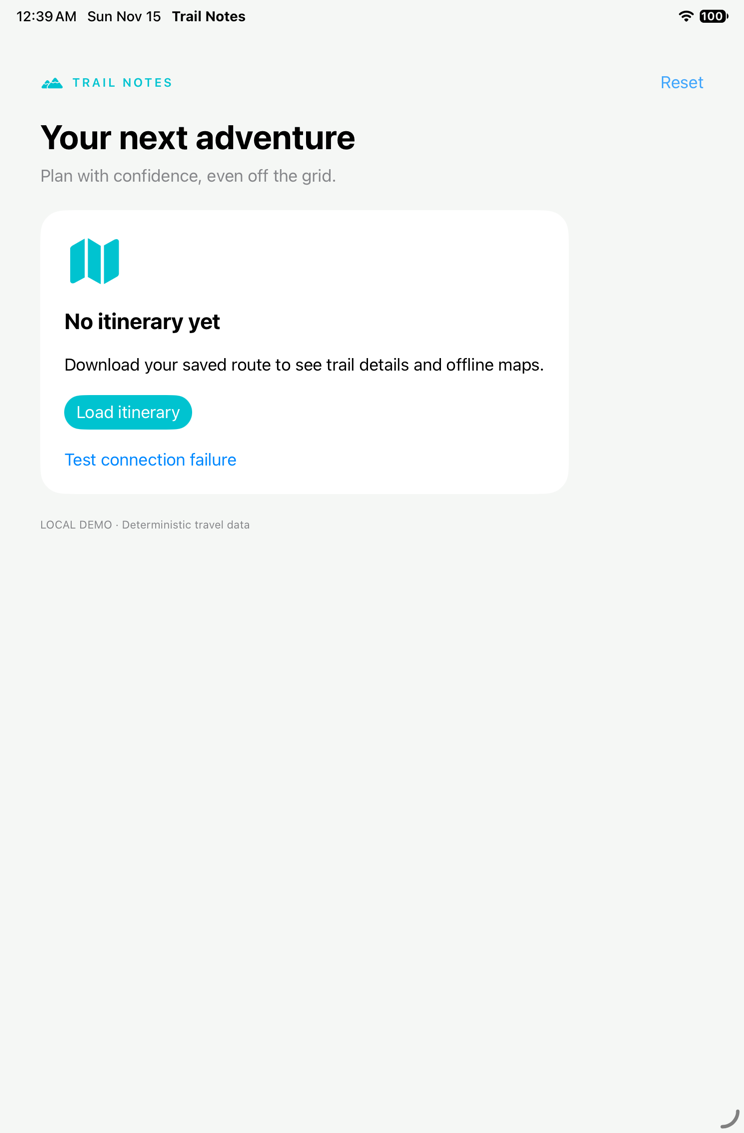 12:39 AM Sun Nov 15 Trail Notes 100
TRAIL NOTES Reset
Your next adventure
Plan with confidence, even off the grid.
No itinerary yet
Download your saved route to see trail details and offline maps.
Load itinerary
Test connection failure
LOCAL DEMO · Deterministic travel data